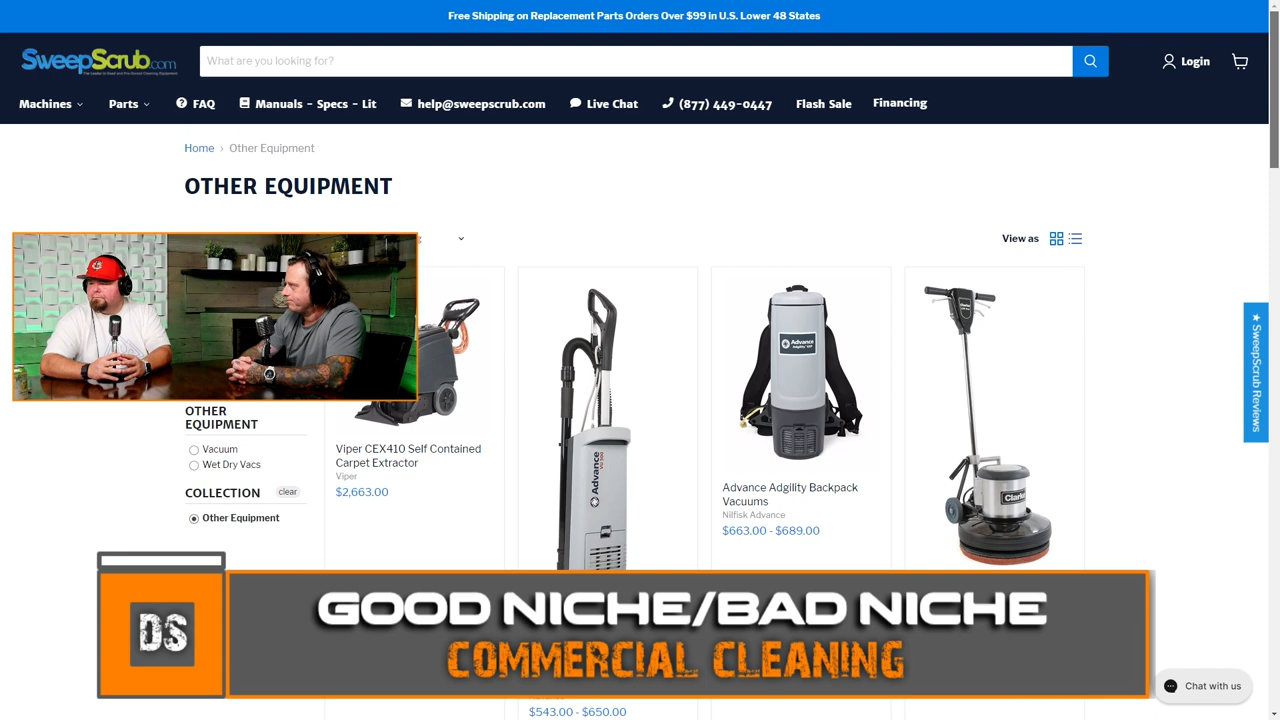 Free Shipping on Replacement Parts Orders Over $99 in U.S. Lower 48 States
SweepScrub.com
What are you looking for?
Login
Machines
Parts
FAQ
Manuals - Specs - Lit
help@sweepscrub.com
Live Chat
(877) 449-0447
Flash Sale
Financing
Home › Other Equipment
OTHER EQUIPMENT
View as
OTHER
EQUIPMENT
Vacuum
Wet Dry Vacs
COLLECTION clear
Other Equipment
Viper CEX410 Self Contained
Carpet Extractor
Viper
$2,663.00
Advance
Advance
Advance Adgility Backpack
Vacuums
Nilfisk Advance
$663.00 - $689.00
Clarke
★ SweepScrub Reviews
DS
GOOD NICHE/BAD NICHE
COMMERCIAL CLEANING
$543.00 - $650.00
Chat with us